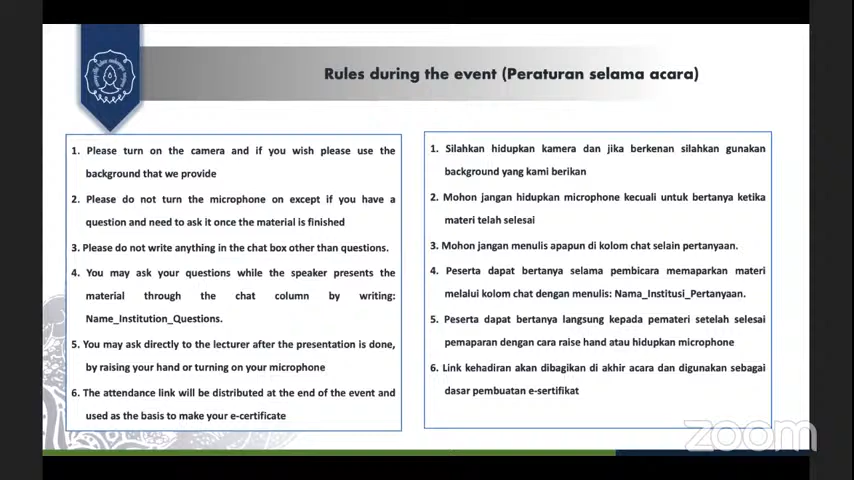 Rules during the event (Peraturan selama acara)
1. Please turn on the camera and if you wish please use the
background that we provide
2. Please do not turn the microphone on except if you have a
question and need to ask it once the material is finished
3. Please do not write anything in the chat box other than questions.
4. You may ask your questions while the speaker presents the
material through the chat column by writing:
Name_Institution_Questions.
5. You may ask directly to the lecturer after the presentation is done,
by raising your hand or turning on your microphone
6. The attendance link will be distributed at the end of the event and
used as the basis to make your e-certificate
1. Silahkan hidupkan kamera dan jika berkenan silahkan gunakan
background yang kami berikan
2. Mohon jangan hidupkan microphone kecuali untuk bertanya ketika
materi telah selesai
3. Mohon jangan menulis apapun di kolom chat selain pertanyaan.
4. Peserta dapat bertanya selama pembicara memaparkan materi
melalui kolom chat dengan menulis: Nama_Institusi_Pertanyaan.
5. Peserta dapat bertanya langsung kepada pemateri setelah selesai
pemaparan dengan cara raise hand atau hidupkan microphone
6. Link kehadiran akan dibagikan di akhir acara dan digunakan sebagai
dasar pembuatan e-sertifikat
zoom